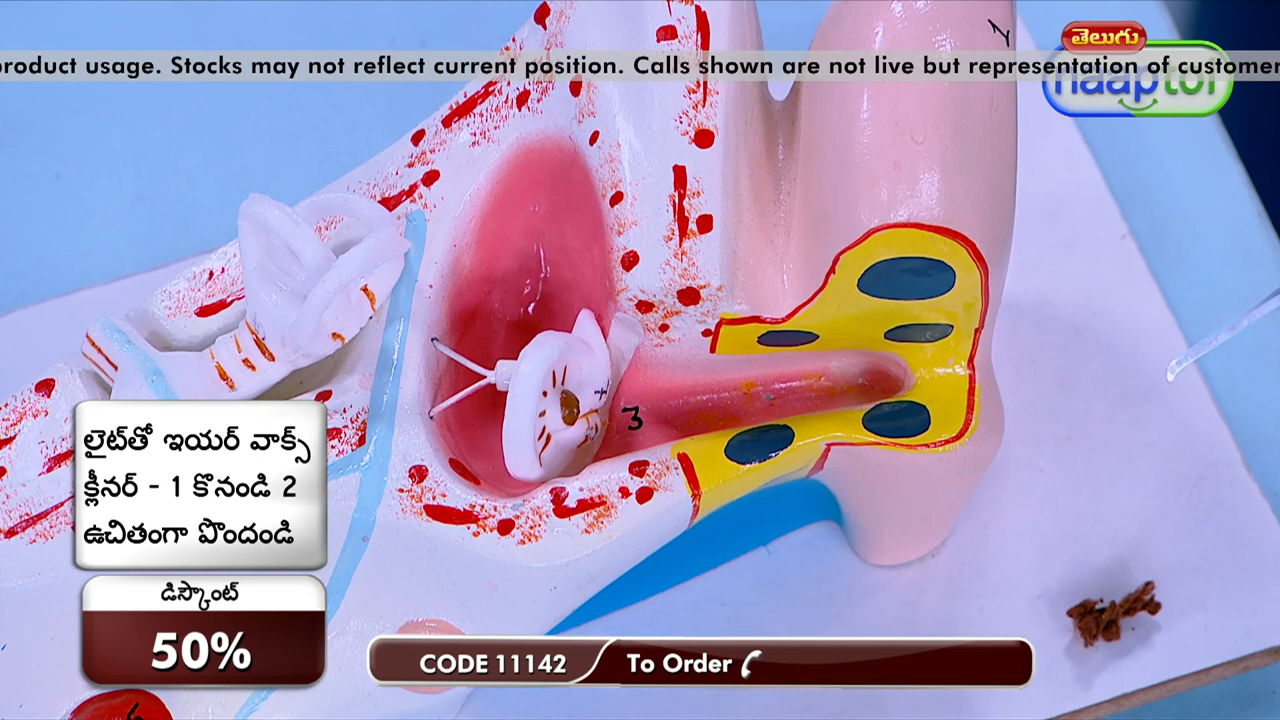 తెలుగు
naaptol
product usage. Stocks may not reflect current position. Calls shown are not live but representation of customer
3
లైట్‌తో ఇయర్ వాక్స్
క్లీనర్ - 1 కొనండి 2
ఉచితంగా పొందండి
డిస్కౌంట్
50%
CODE 11142 To Order